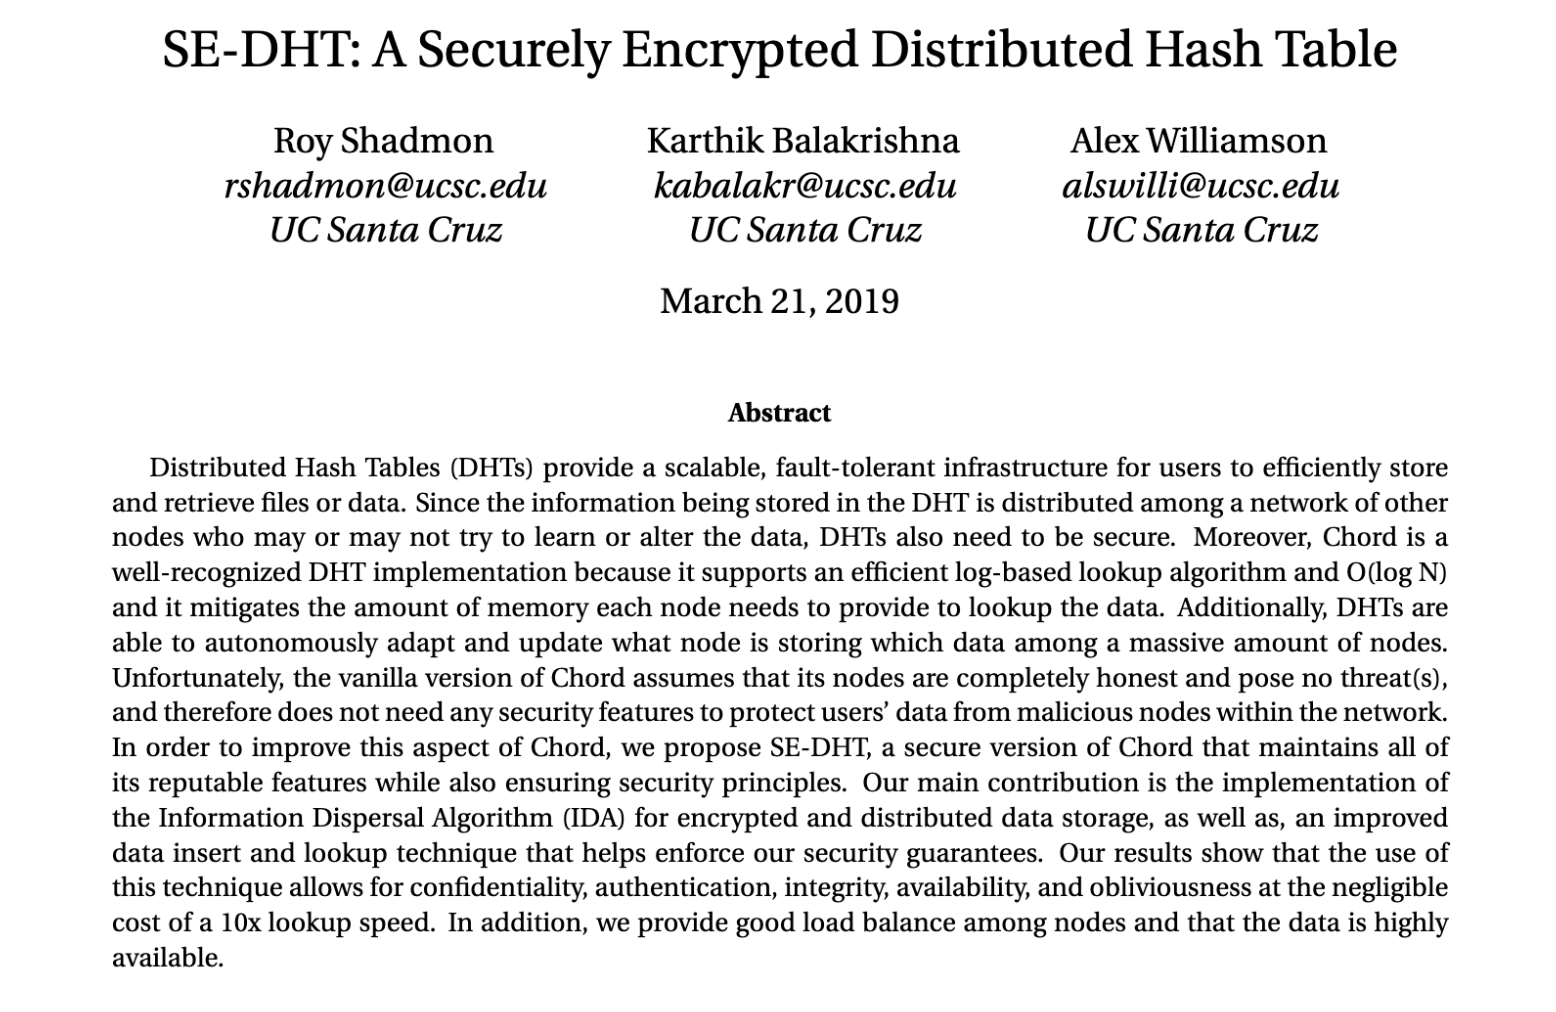 SE-DHT: A Securely Encrypted Distributed Hash Table
Roy Shadmon
rshadmon@ucsc.edu
UC Santa Cruz
Karthik Balakrishna
kabalakr@ucsc.edu
UC Santa Cruz
Alex Williamson
alswilli@ucsc.edu
UC Santa Cruz
March 21, 2019
Abstract
Distributed Hash Tables (DHTs) provide a scalable, fault-tolerant infrastructure for users to efficiently store
and retrieve files or data. Since the information being stored in the DHT is distributed among a network of other
nodes who may or may not try to learn or alter the data, DHTs also need to be secure. Moreover, Chord is a
well-recognized DHT implementation because it supports an efficient log-based lookup algorithm and O(log N)
and it mitigates the amount of memory each node needs to provide to lookup the data. Additionally, DHTs are
able to autonomously adapt and update what node is storing which data among a massive amount of nodes.
Unfortunately, the vanilla version of Chord assumes that its nodes are completely honest and pose no threat(s),
and therefore does not need any security features to protect users’ data from malicious nodes within the network.
In order to improve this aspect of Chord, we propose SE-DHT, a secure version of Chord that maintains all of
its reputable features while also ensuring security principles. Our main contribution is the implementation of
the Information Dispersal Algorithm (IDA) for encrypted and distributed data storage, as well as, an improved
data insert and lookup technique that helps enforce our security guarantees. Our results show that the use of
this technique allows for confidentiality, authentication, integrity, availability, and obliviousness at the negligible
cost of a 10x lookup speed. In addition, we provide good load balance among nodes and that the data is highly
available.